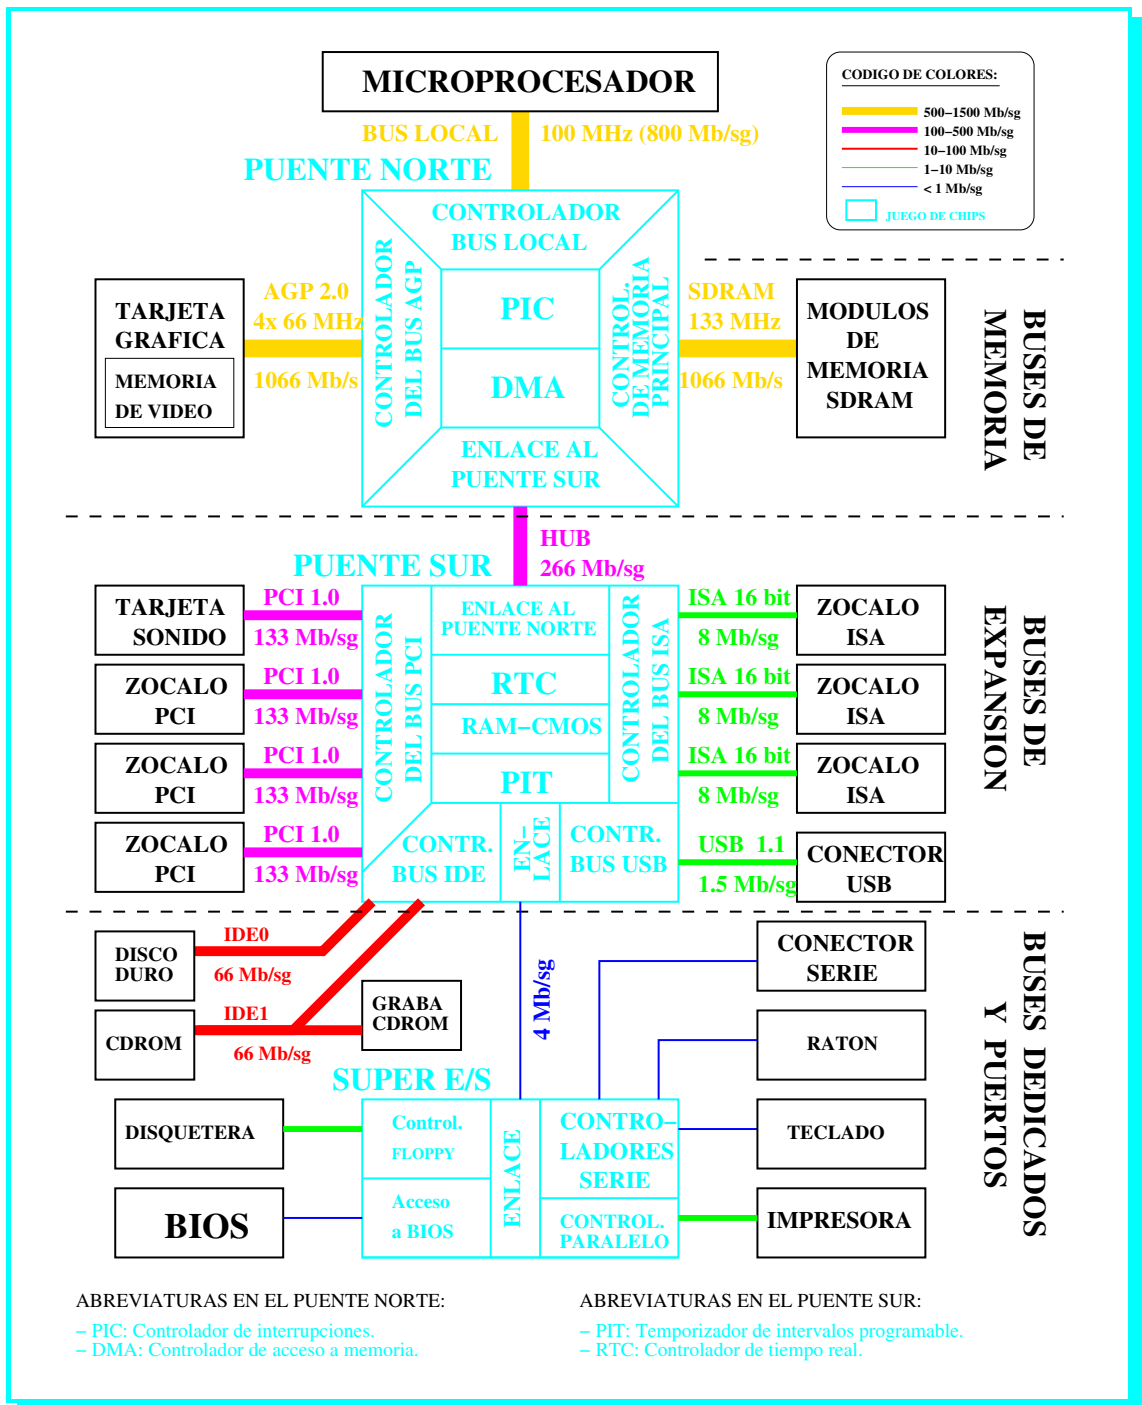 MICROPROCESADOR
CODIGO DE COLORES:
500-1500 Mb/sg
100-500 Mb/sg
10-100 Mb/sg
1-10 Mb/sg
< 1 Mb/sg
JUEGO DE CHIPS
BUS LOCAL
100 MHz (800 Mb/sg)
PUENTE NORTE
CONTROLADOR
BUS LOCAL
CONTROLADOR
DEL BUS AGP
PIC
DMA
CONTROL.
DE MEMORIA
PRINCIPAL
ENLACE AL
PUENTE SUR
TARJETA
GRAFICA
MEMORIA
DE VIDEO
AGP 2.0
4x 66 MHz
1066 Mb/s
SDRAM
133 MHz
1066 Mb/s
MODULOS
DE
MEMORIA
SDRAM
BUSES DE
MEMORIA
HUB
266 Mb/sg
PUENTE SUR
TARJETA
SONIDO
PCI 1.0
133 Mb/sg
ZOCALO
PCI
PCI 1.0
133 Mb/sg
ZOCALO
PCI
PCI 1.0
133 Mb/sg
ZOCALO
PCI
PCI 1.0
133 Mb/sg
CONTROLADOR
DEL BUS PCI
ENLACE AL
PUENTE NORTE
RTC
RAM-CMOS
PIT
CONTROLADOR
DEL BUS ISA
CONTR.
BUS IDE
EN-
LACE
CONTR.
BUS USB
ISA 16 bit
8 Mb/sg
ZOCALO
ISA
ISA 16 bit
8 Mb/sg
ZOCALO
ISA
ISA 16 bit
8 Mb/sg
ZOCALO
ISA
USB 1.1
1.5 Mb/sg
CONECTOR
USB
BUSES DE
EXPANSION
DISCO
DURO
IDE0
66 Mb/sg
CDROM
IDE1
66 Mb/sg
GRABA
CDROM
4 Mb/sg
CONECTOR
SERIE
RATON
TECLADO
IMPRESORA
SUPER E/S
DISQUETERA
BIOS
Control.
FLOPPY
Acceso
a BIOS
ENLACE
CONTRO-
LADORES
SERIE
CONTROL.
PARALELO
BUSES DEDICADOS
Y PUERTOS
ABREVIATURAS EN EL PUENTE NORTE:
- PIC: Controlador de interrupciones.
- DMA: Controlador de acceso a memoria.
ABREVIATURAS EN EL PUENTE SUR:
- PIT: Temporizador de intervalos programable.
- RTC: Controlador de tiempo real.